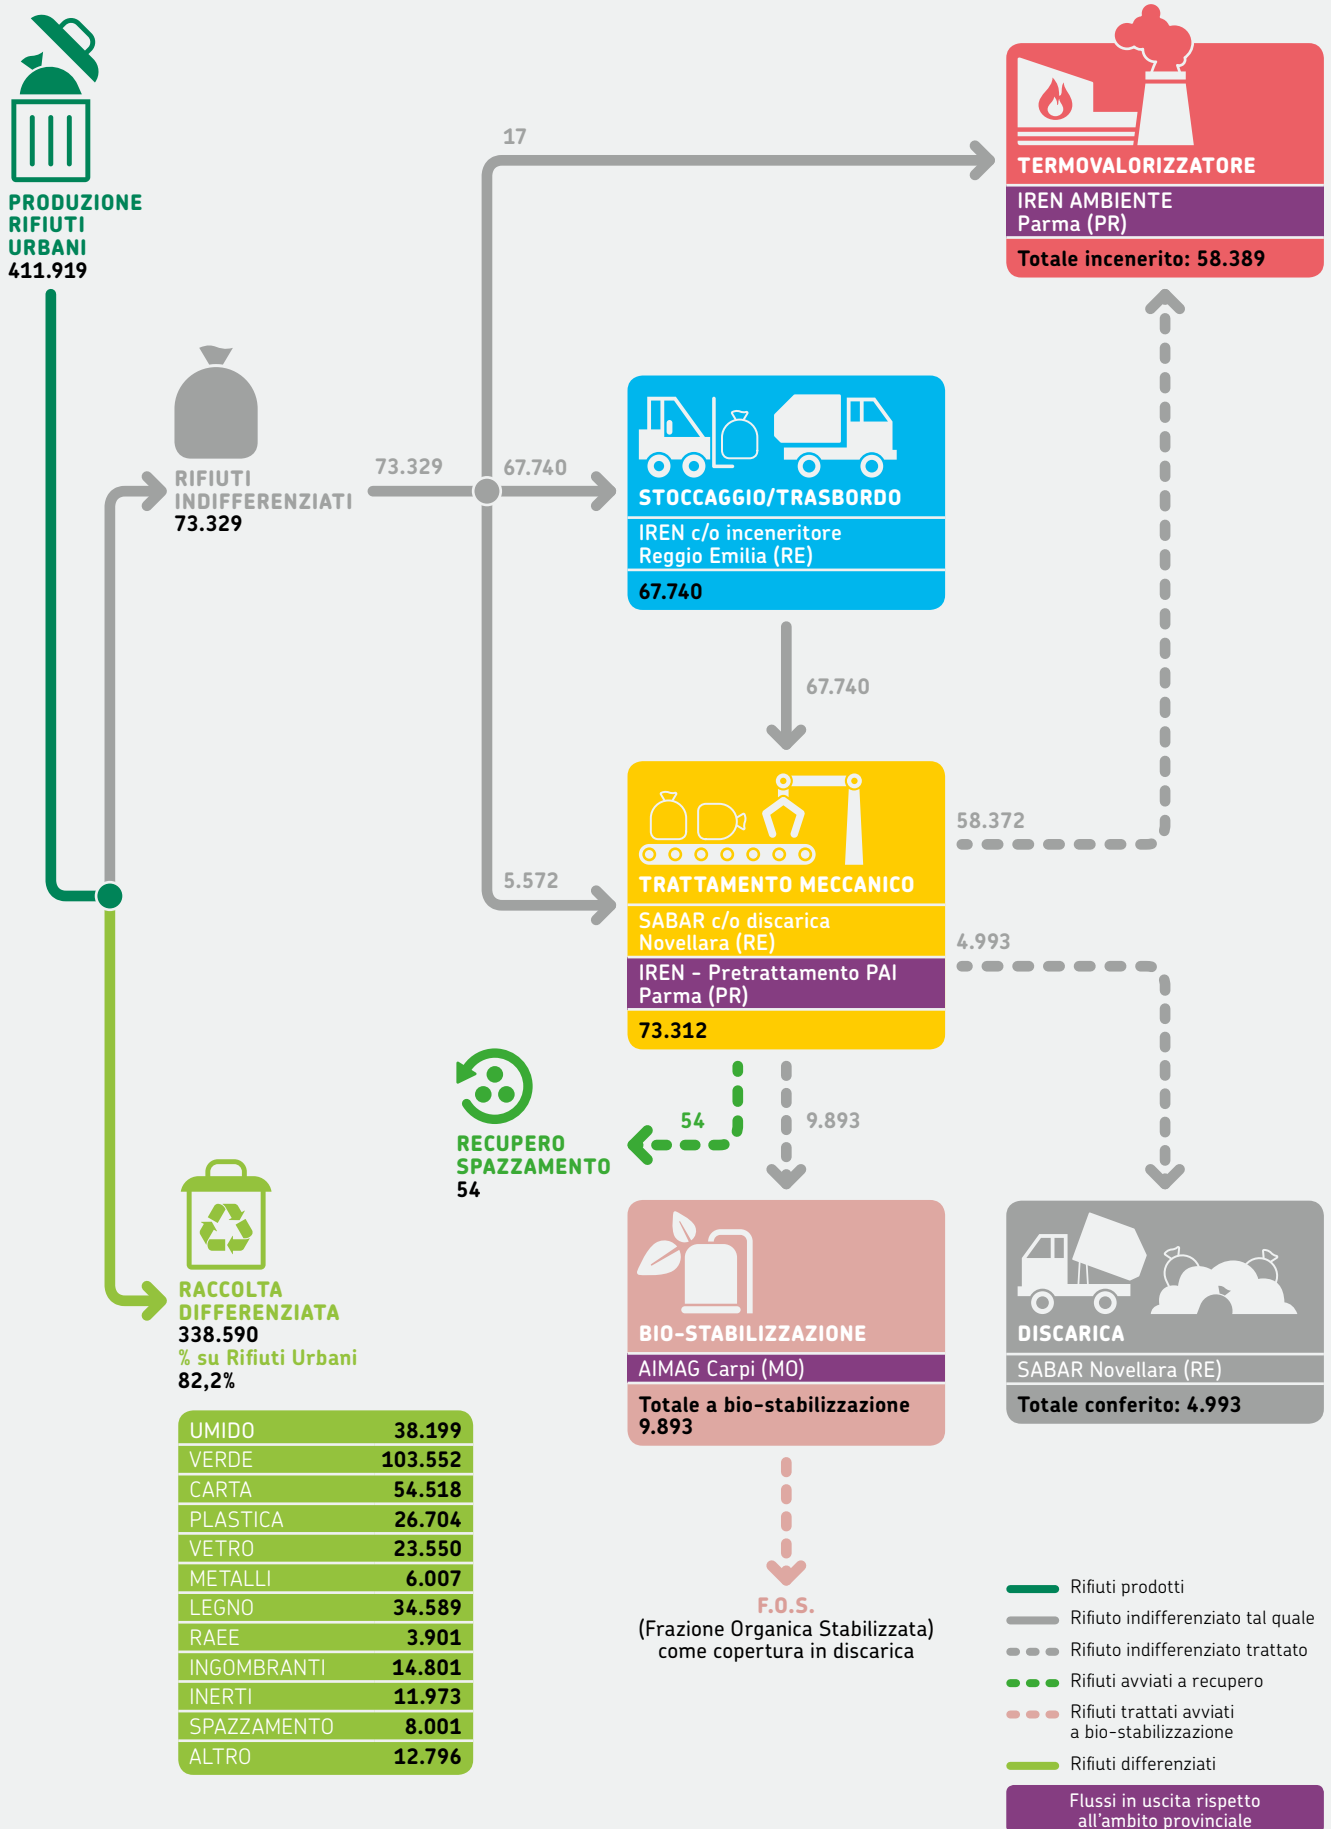 PRODUZIONE
RIFIUTI
URBANI
411.919
RIFIUTI
INDIFFERENZIATI
73.329
73.329
17
67.740
5.572
TERMOVALORIZZATORE
IREN AMBIENTE
Parma (PR)
Totale incenerito: 58.389
STOCCAGGIO/TRASBORDO
IREN c/o inceneritore
Reggio Emilia (RE)
67.740
67.740
TRATTAMENTO MECCANICO
SABAR c/o discarica
Novellara (RE)
IREN - Pretrattamento PAI
Parma (PR)
73.312
58.372
4.993
54
9.893
RECUPERO
SPAZZAMENTO
54
RACCOLTA
DIFFERENZIATA
338.590
% su Rifiuti Urbani
82,2%
UMIDO 38.199
VERDE 103.552
CARTA 54.518
PLASTICA 26.704
VETRO 23.550
METALLI 6.007
LEGNO 34.589
RAEE 3.901
INGOMBRANTI 14.801
INERTI 11.973
SPAZZAMENTO 8.001
ALTRO 12.796
BIO-STABILIZZAZIONE
AIMAG Carpi (MO)
Totale a bio-stabilizzazione
9.893
F.O.S.
(Frazione Organica Stabilizzata)
come copertura in discarica
DISCARICA
SABAR Novellara (RE)
Totale conferito: 4.993
Rifiuti prodotti
Rifiuto indifferenziato tal quale
Rifiuto indifferenziato trattato
Rifiuti avviati a recupero
Rifiuti trattati avviati
a bio-stabilizzazione
Rifiuti differenziati
Flussi in uscita rispetto
all'ambito provinciale